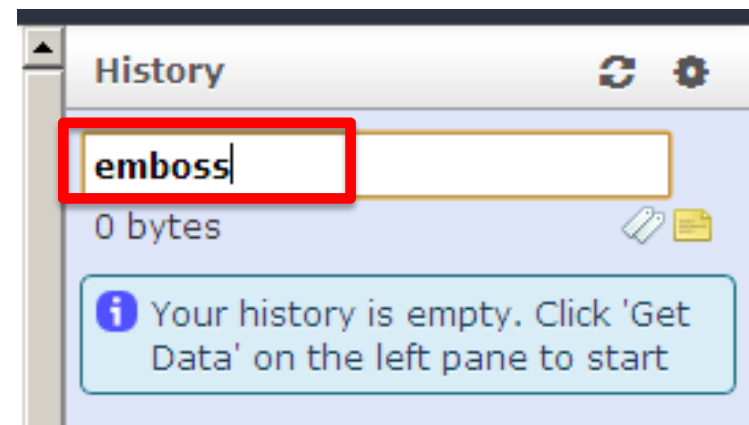 History
emboss
0 bytes
Your history is empty. Click 'Get
Data' on the left pane to start